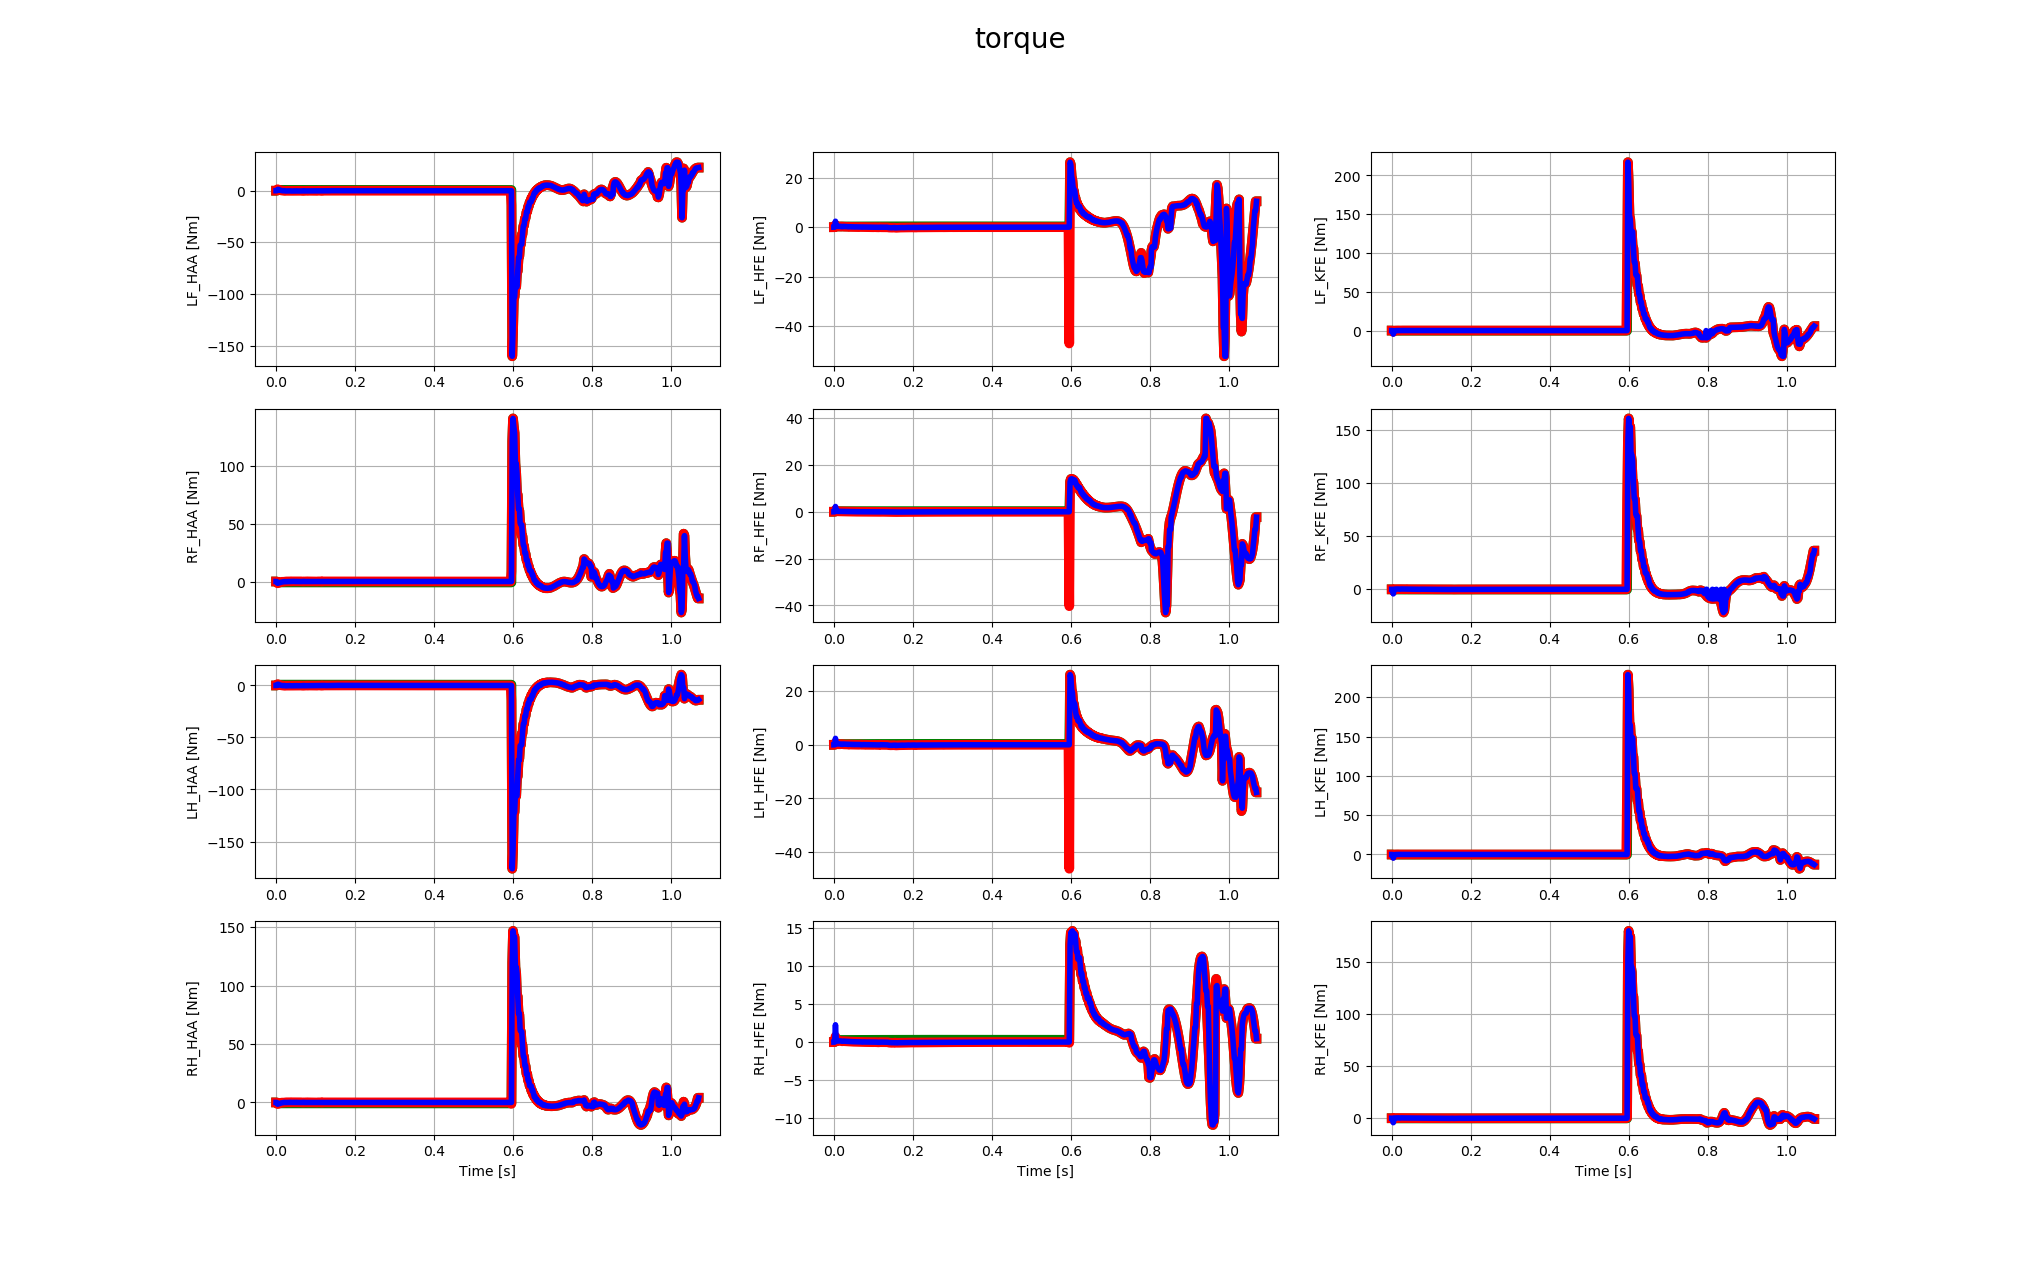 torque
LF_HAA [Nm]
0
−50
−100
−150
0.0 0.2 0.4 0.6 0.8 1.0
LF_HFE [Nm]
20
0
−20
−40
0.0 0.2 0.4 0.6 0.8 1.0
LF_KFE [Nm]
200
150
100
50
0
0.0 0.2 0.4 0.6 0.8 1.0
RF_HAA [Nm]
100
50
0
0.0 0.2 0.4 0.6 0.8 1.0
RF_HFE [Nm]
40
20
0
−20
−40
0.0 0.2 0.4 0.6 0.8 1.0
RF_KFE [Nm]
150
100
50
0
0.0 0.2 0.4 0.6 0.8 1.0
LH_HAA [Nm]
0
−50
−100
−150
0.0 0.2 0.4 0.6 0.8 1.0
LH_HFE [Nm]
20
0
−20
−40
0.0 0.2 0.4 0.6 0.8 1.0
LH_KFE [Nm]
200
150
100
50
0
0.0 0.2 0.4 0.6 0.8 1.0
RH_HAA [Nm]
150
100
50
0
0.0 0.2 0.4 0.6 0.8 1.0
Time [s]
RH_HFE [Nm]
15
10
5
0
−5
−10
0.0 0.2 0.4 0.6 0.8 1.0
Time [s]
RH_KFE [Nm]
150
100
50
0
0.0 0.2 0.4 0.6 0.8 1.0
Time [s]